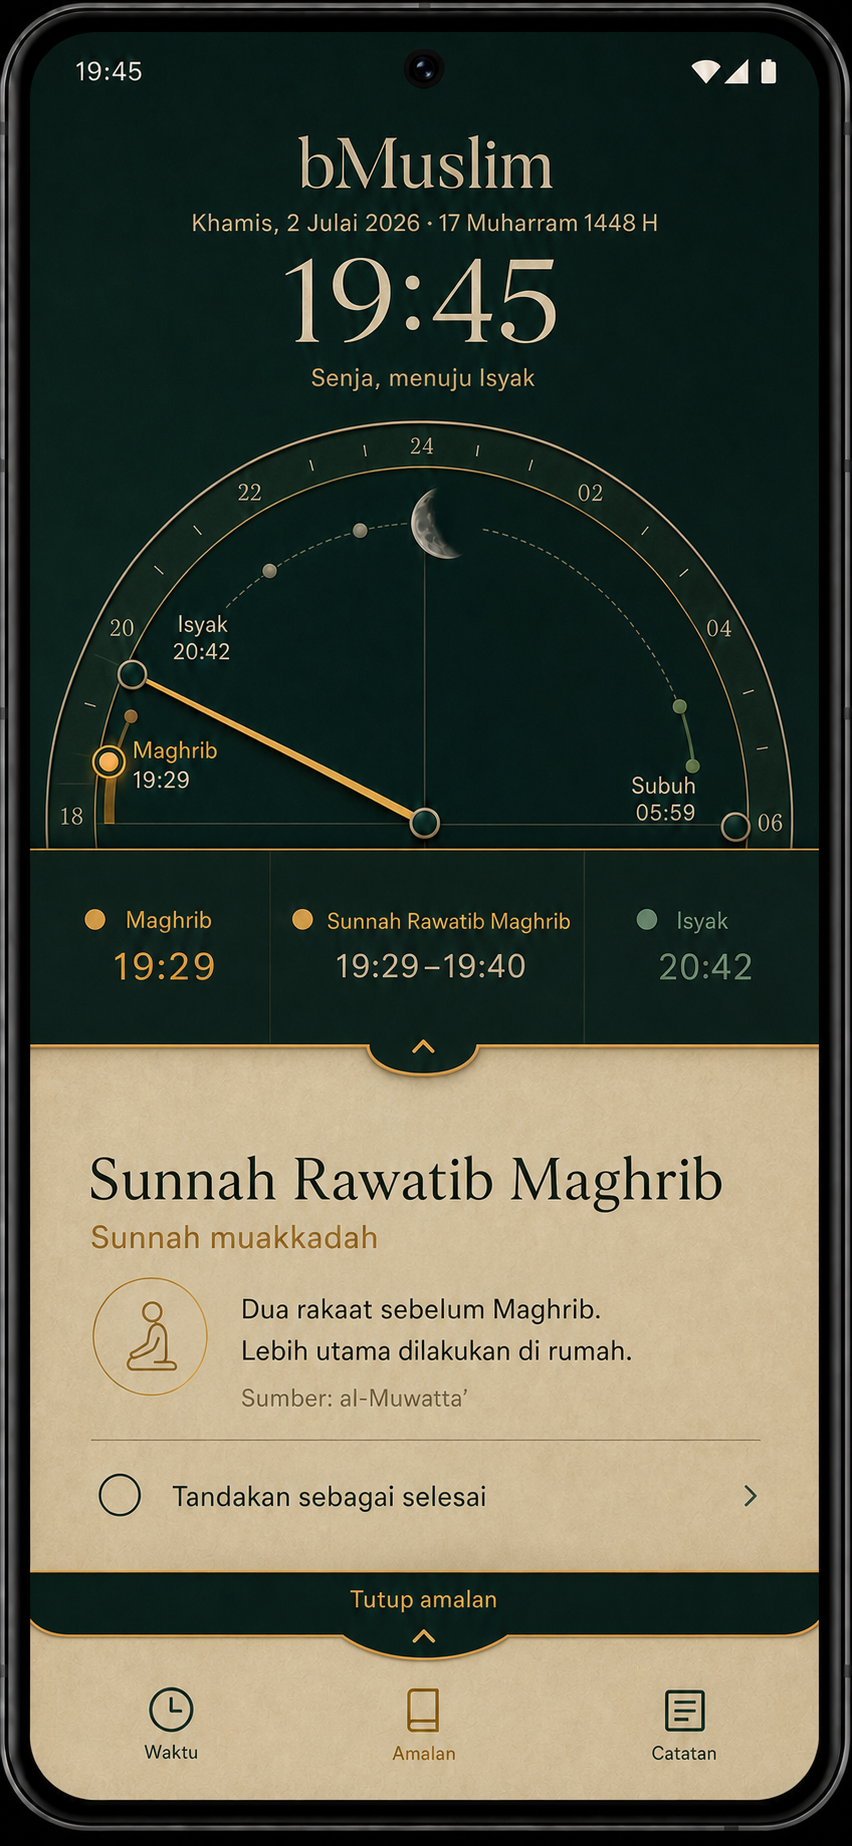 19:45
bMuslim
Khamis, 2 Julai 2026 · 17 Muharram 1448 H
19:45
Senja, menuju Isyak
24
22
02
20
04
Isyak
20:42
Maghrib
19:29
18
Subuh
05:59
06
Maghrib
19:29
Sunnah Rawatib Maghrib
19:29–19:40
Isyak
20:42
Sunnah Rawatib Maghrib
Sunnah muakkadah
Dua rakaat sebelum Maghrib.
Lebih utama dilakukan di rumah.
Sumber: al-Muwatta’
Tandakan sebagai selesai
Tutup amalan
Waktu
Amalan
Catatan